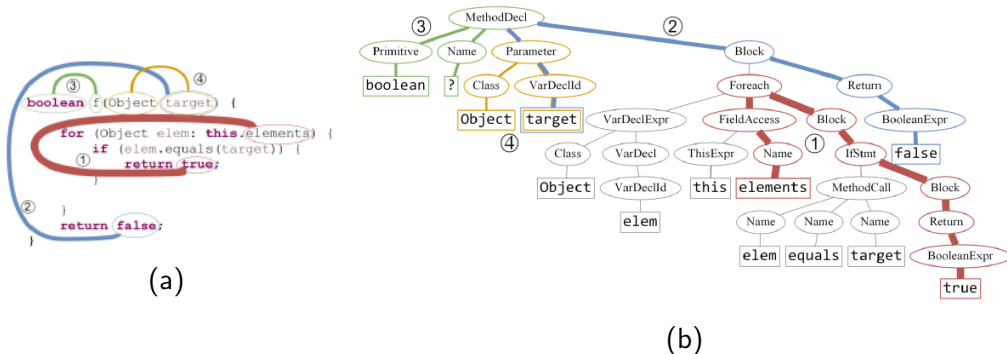 boolean f(Object target) {
③
④
for (Object elem: this.elements) {
if (elem.equals(target)) {
①
return true;
}
②
}
return false;
}
(a)
③ MethodDecl ②
Primitive Name Parameter Block
boolean ? Class VarDeclId Foreach Return
Object target VarDeclExpr FieldAccess Block BooleanExpr
④ ① false
Class VarDecl ThisExpr Name IfStmt
Object VarDeclId this elements MethodCall Block
elem Name Name Name Return
elem equals target BooleanExpr
true
(b)